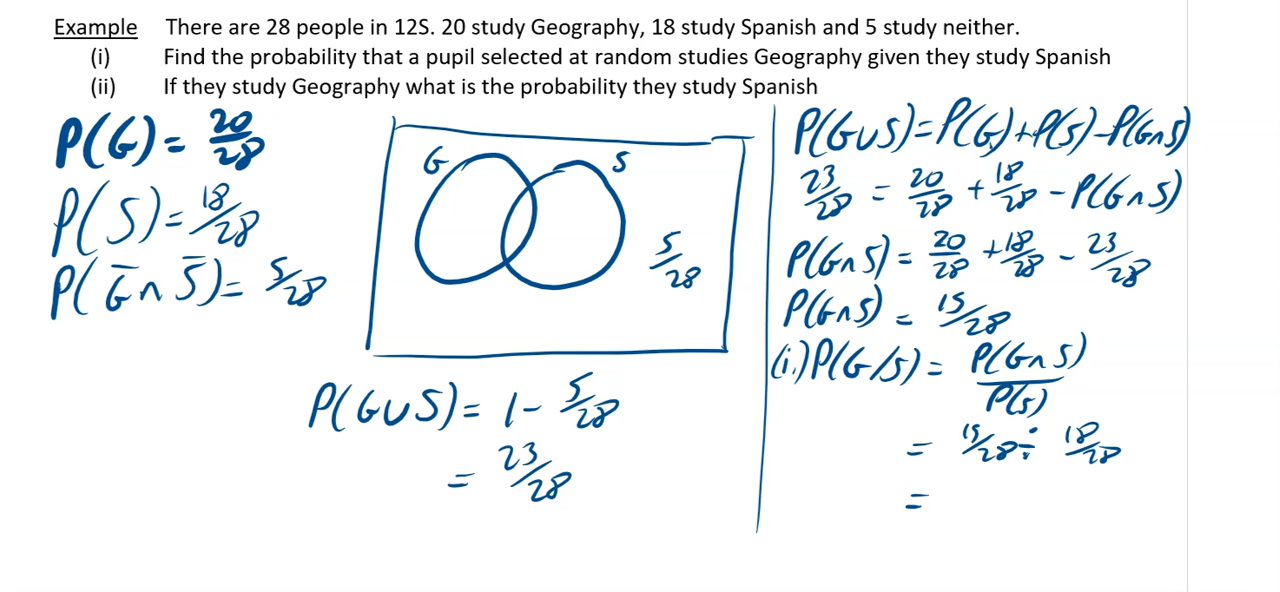 Example There are 28 people in 12S. 20 study Geography, 18 study Spanish and 5 study neither.
(i) Find the probability that a pupil selected at random studies Geography given they study Spanish
(ii) If they study Geography what is the probability they study Spanish
P(G) = 20/28
P(S) = 18/28
P(G̅ ∩ S̅) = 5/28
G S
5/28
P(G∪S) = 1 - 5/28
= 23/28
P(G∪S) = P(G) + P(S) - P(G∩S)
23/28 = 20/28 + 18/28 - P(G∩S)
P(G∩S) = 20/28 + 18/28 - 23/28
P(G∩S) = 15/28
(i.) P(G/S) = P(G∩S)
P(S)
= 15/28 ÷ 18/28
=